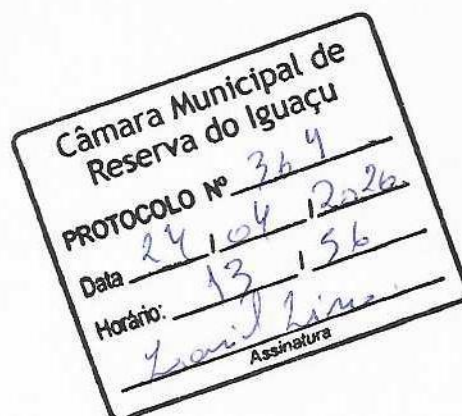 Câmara Municipal de
Reserva do Iguaçu
PROTOCOLO Nº 364
Data 24 / 04 / 2026
Horário: 13 / 56
Assinatura